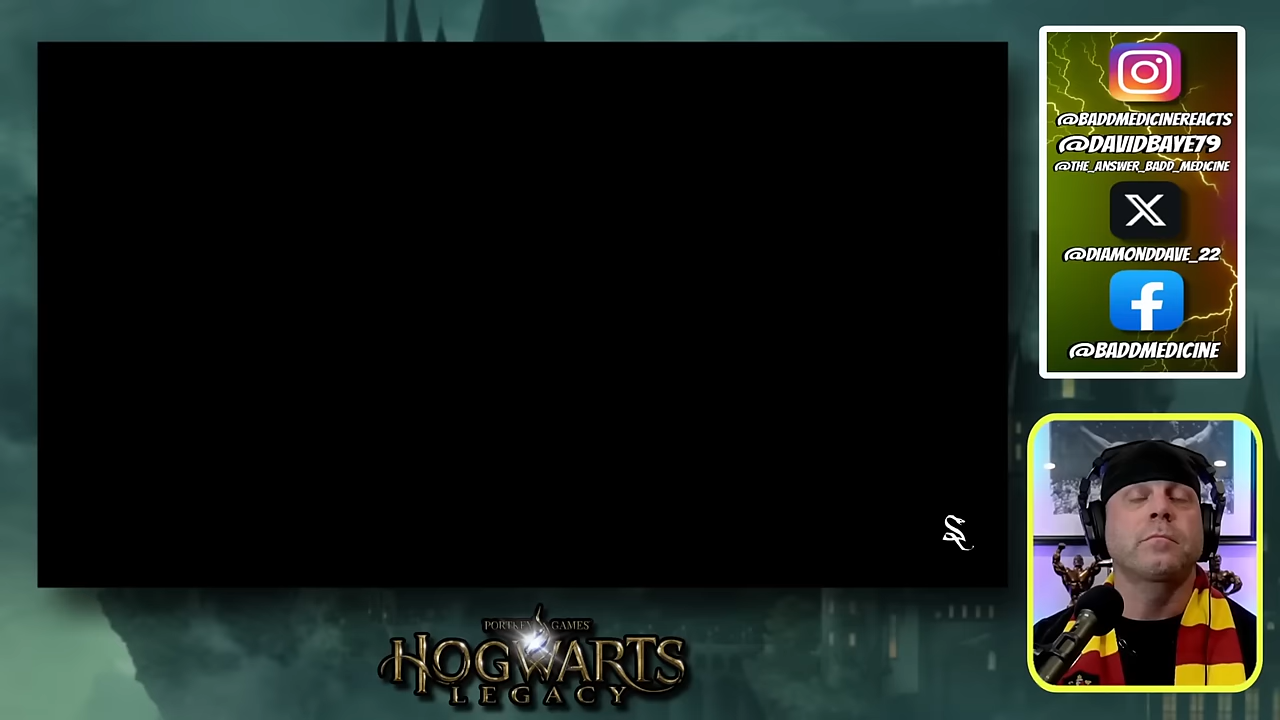 @BADDMEDICINEREACTS
@DAVIDBAYE79
@THE_ANSWER_BADD_MEDICINE
@DIAMONDDAVE_22
@BADDMEDICINE
PORTKEY GAMES
HOGWARTS
LEGACY